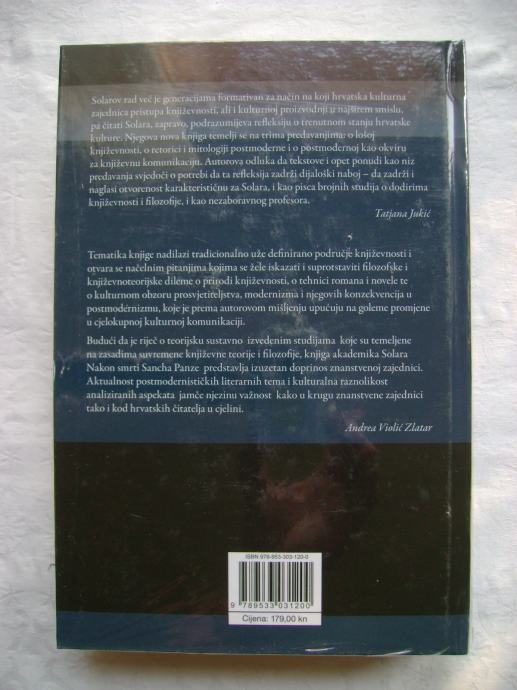 Solarov rad već je generacijama formativan za način na koji hrvatska kulturna
zajednica pristupa književnosti, ali i kulturnoj proizvodnji u najširem smislu,
pa čitati Solara, zapravo, podrazumijeva refleksiju o trenutnom stanju hrvatske
kulture. Njegova nova knjiga temelji se na trima predavanjima: o lošoj
književnosti, o retorici i mitologiji postmoderne i o postmodernoj kao okviru
za književnu komunikaciju. Autorova odluka da tekstove i opet ponudi kao niz
predavanja svjedoči o potrebi da ta refleksija zadrži dijaloški naboj – da zadrži i
naglasi otvorenost karakterističnu za Solara, i kao pisca brojnih studija o dodirima
književnosti i filozofije, i kao nezaboravnog profesora.
Tatjana Jukić
Tematika knjige nadilazi tradicionalno uže definirano područje književnosti i
otvara se načelnim pitanjima kojima se žele iskazati i suprotstaviti filozofske i
književnoteorijske dileme o prirodi književnosti, o tehnici romana i novele te
o kulturnom obzoru prosvjetiteljstva, modernizma i njegovih konzekvencija u
postmodernizmu, koje je prema autorovom mišljenju upućuju na goleme promjene
u cjelokupnoj kulturnoj komunikaciji.
Budući da je riječ o teorijsku sustavno izvedenim studijama koje su temeljene
na zasadima suvremene književne teorije i filozofije, knjiga akademika Solara
Nakon smrti Sancha Panze predstavlja izuzetan doprinos znanstvenoj zajednici.
Aktualnost postmodernističkih literarnih tema i kulturalna raznolikost
analiziranih aspekata jamče njezinu važnost kako u krugu znanstvene zajednici
tako i kod hrvatskih čitatelja u cjelini.
Andrea Violić Zlatar
ISBN 978-953-303-120-0
9 789533 031200
Cijena: 179,00 kn